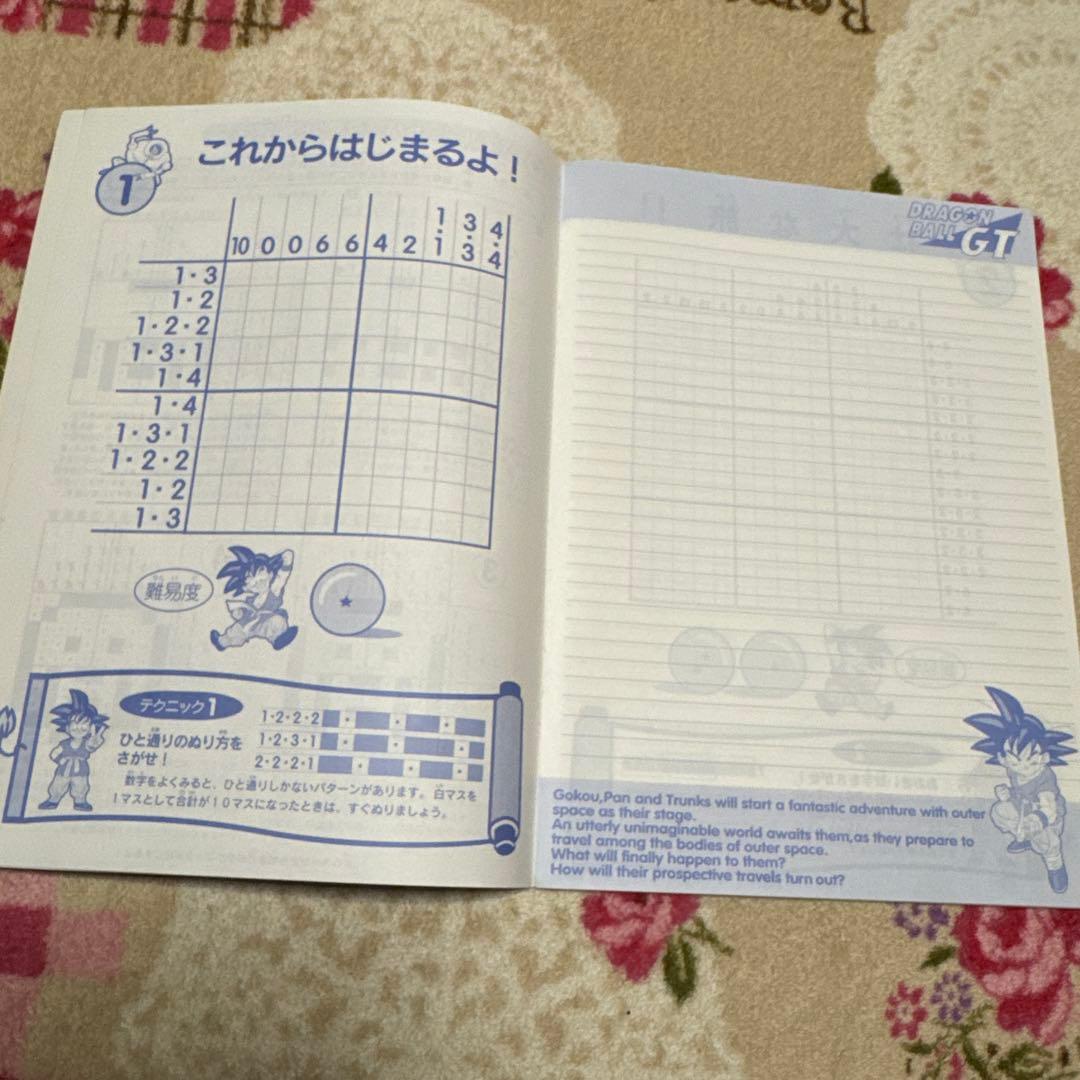 1
これからはじまるよ！
1 3 4
10 0 0 6 6 4 2 1 3 4
1・3
1・2
1・2・2
1・3・1
1・4
1・4
1・3・1
1・2・2
1・2
1・3
難易度
テクニック1
ひと通りのぬり方を
さがせ！
1・2・2・2
1・2・3・1
2・2・2・1
数字をよくみると、ひと通りしかないパターンがあります。白マスを
1マスとして合計が10マスになったときは、すぐぬりましょう。
DRAGON
BALL GT
Gokou,Pan and Trunks will start a fantastic adventure with outer
space as their stage.
An utterly unimaginable world awaits them,as they prepare to
travel among the bodies of outer space.
What will finally happen to them?
How will their prospective travels turn out?